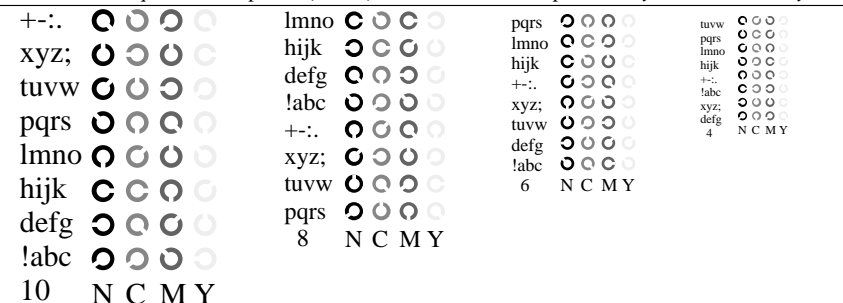 +-:.
xyz;
tuvw
pqrs
lmno
hijk
defg
!abc
10 N C M Y
lmno
hijk
defg
!abc
+-:.
xyz;
tuvw
pqrs
8 N C M Y
pqrs
lmno
hijk
+-:.
xyz;
tuvw
defg
!abc
6 N C M Y
tuvw
pqrs
lmno
hijk
+-:.
!abc
xyz;
defg
4 N C M Y